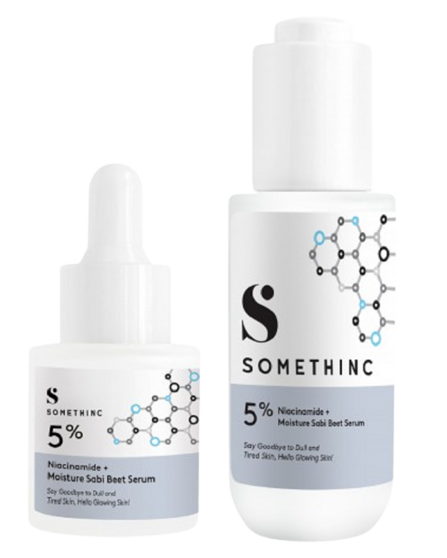 S
SOMETHINC
5%
Niacinamide +
Moisture Sabi Beet Serum
Say Goodbye to Dull and
Tired Skin, Hello Glowing Skin!
S
SOMETHINC
5% Niacinamide +
Moisture Sabi Beet Serum
Say Goodbye to Dull and
Tired Skin, Hello Glowing Skin!